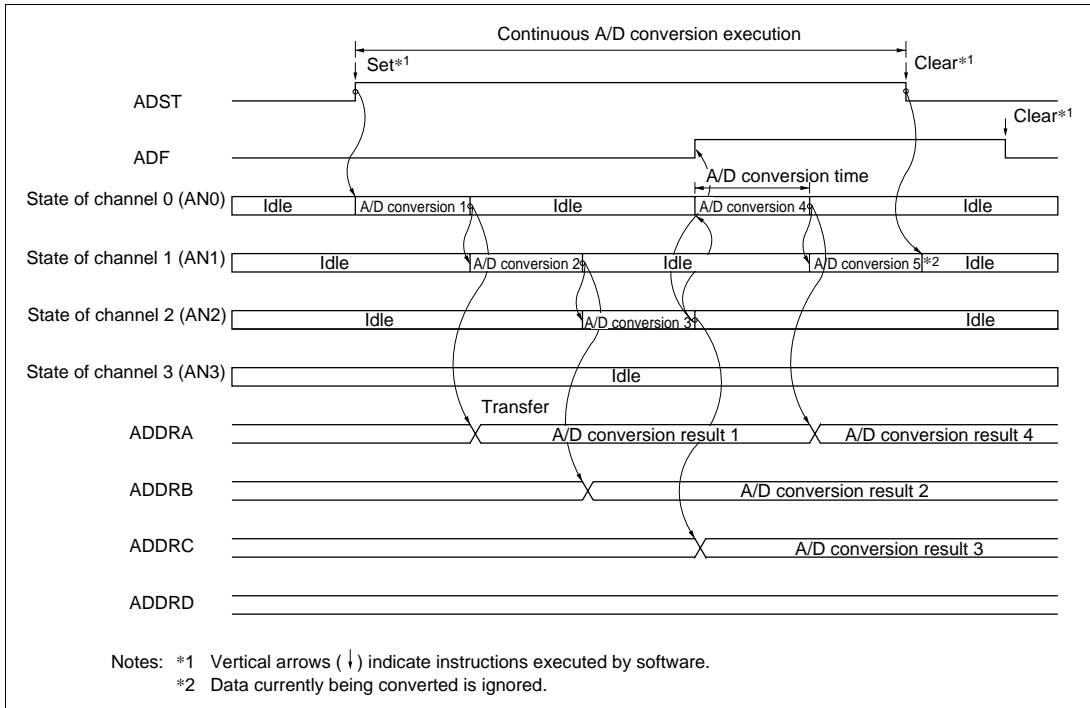 Continuous A/D conversion execution
Set*1
Clear*1
ADST
Clear*1
ADF
A/D conversion time
State of channel 0 (AN0)
Idle
A/D conversion 1
Idle
A/D conversion 4
Idle
State of channel 1 (AN1)
Idle
A/D conversion 2
Idle
A/D conversion 5
*2
Idle
State of channel 2 (AN2)
Idle
A/D conversion 3
Idle
State of channel 3 (AN3)
Idle
Transfer
ADDRA
A/D conversion result 1
A/D conversion result 4
ADDRB
A/D conversion result 2
ADDRC
A/D conversion result 3
ADDRD
Notes: *1 Vertical arrows (↓) indicate instructions executed by software.
*2 Data currently being converted is ignored.